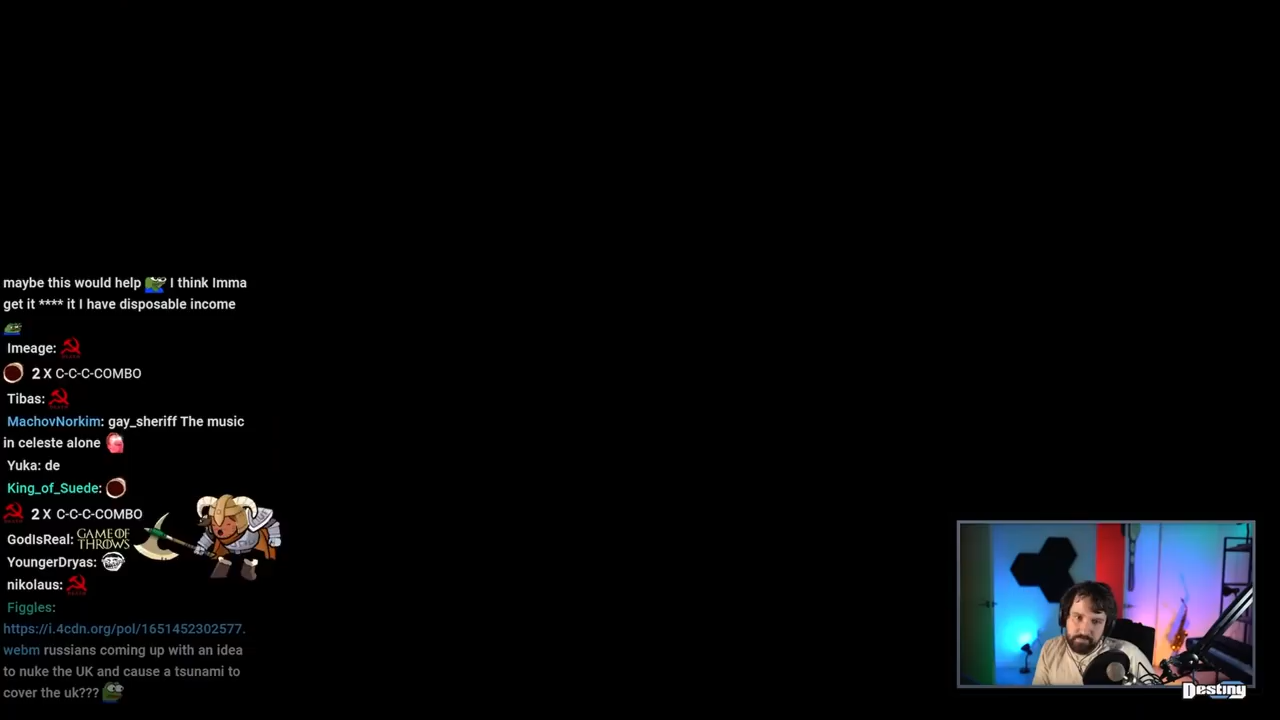 maybe this would help I think Imma
get it **** it I have disposable income
Imeage:
2 X C-C-C-COMBO
Tibas:
MachovNorkim: gay_sheriff The music
in celeste alone
Yuka: de
King_of_Suede:
2 X C-C-C-COMBO
GodIsReal: GAME OF
THROWS
YoungerDryas:
nikolaus:
Figgles:
https://i.4cdn.org/pol/1651452302577.
webm russians coming up with an idea
to nuke the UK and cause a tsunami to
cover the uk???
Destiny